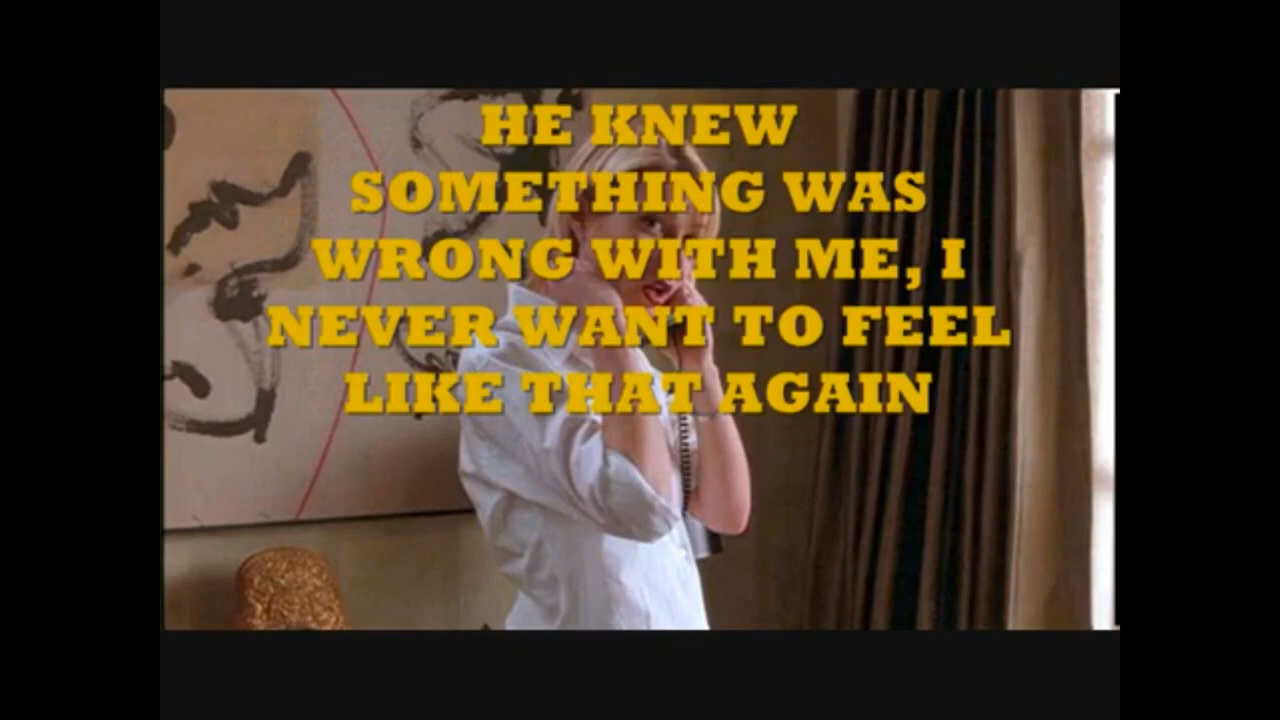 HE KNEW
SOMETHING WAS
WRONG WITH ME, I
NEVER WANT TO FEEL
LIKE THAT AGAIN